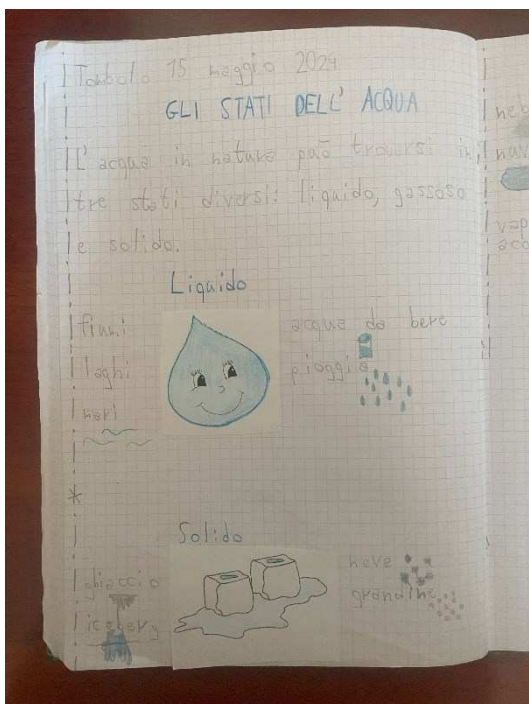 Tombolo 15 maggio 2024
GLI STATI DELL' ACQUA
L'acqua in natura può trovarsi in
tre stati diversi: liquido, gassoso
e solido.
Liquido
fiumi
laghi
mari
acqua da bere
pioggia
*
Solido
ghiaccio
iceberg
neve
grandine